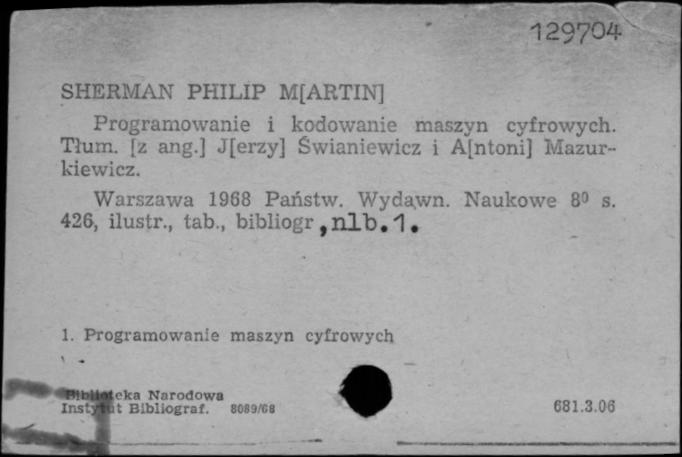 129704
SHERMAN PHILIP M[ARTIN]
Programowanie i kodowanie maszyn cyfrowych.
Tłum. [z ang.] J[erzy] Świaniewicz i A[ntoni] Mazur-
kiewicz.
Warszawa 1968 Państw. Wydawn. Naukowe 8⁰ s.
426, ilustr., tab., bibliogr, nlb.1.
1. Programowanie maszyn cyfrowych
Biblioteka Narodowa
Instytut Bibliograf. 8089/68
681.3.06